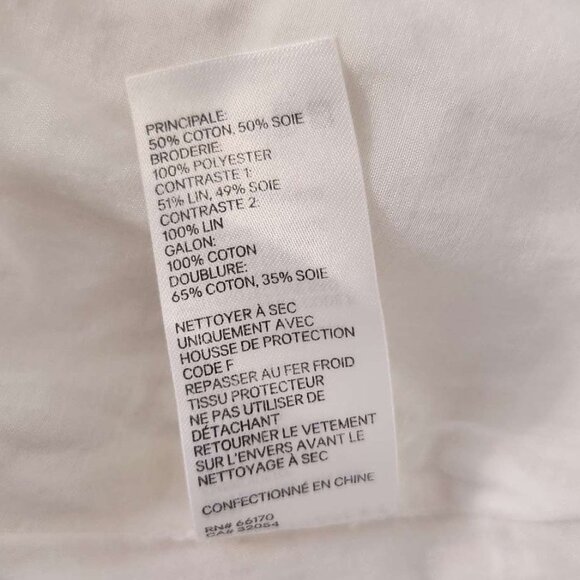 PRINCIPALE:
50% COTON, 50% SOIE
BRODERIE:
100% POLYESTER
CONTRASTE 1:
51% LIN, 49% SOIE
CONTRASTE 2:
100% LIN
GALON:
100% COTON
DOUBLURE:
65% COTON, 35% SOIE
NETTOYER À SEC
UNIQUEMENT AVEC
HOUSSE DE PROTECTION
CODE F
REPASSER AU FER FROID
TISSU PROTECTEUR
NE PAS UTILISER DE
DÉTACHANT
RETOURNER LE VETEMENT
SUR L'ENVERS AVANT LE
NETTOYAGE À SEC
CONFECTIONNÉ EN CHINE
RN# 66170
CA# 32054